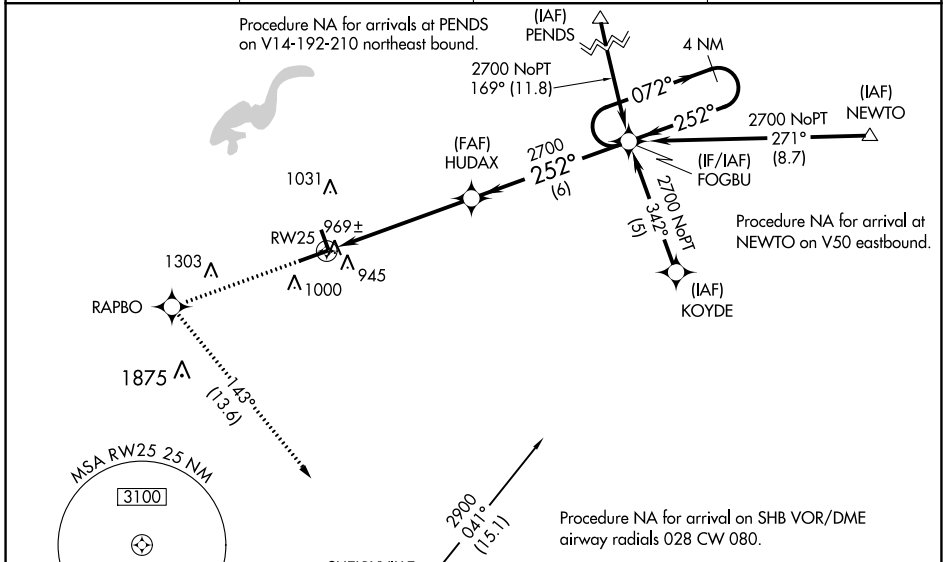 Procedure NA for arrivals at PENDS
on V14-192-210 northeast bound.
(IAF)
PENDS
2700 NoPT
169° (11.8)
4 NM
072°
252°
(IAF)
NEWTO
2700 NoPT
271°
(8.7)
(IF/IAF)
FOGBU
(FAF)
HUDAX
2700
252°
(6)
2700 NoPT
342°
(5)
Procedure NA for arrival at
NEWTO on V50 eastbound.
(IAF)
KOYDE
1031
969±
RW25
945
1000
1303
RAPBO
1875
143°
(13.6)
MSA RW25 25 NM
3100
2900
041°
(15.1)
Procedure NA for arrival on SHB VOR/DME
airway radials 028 CW 080.